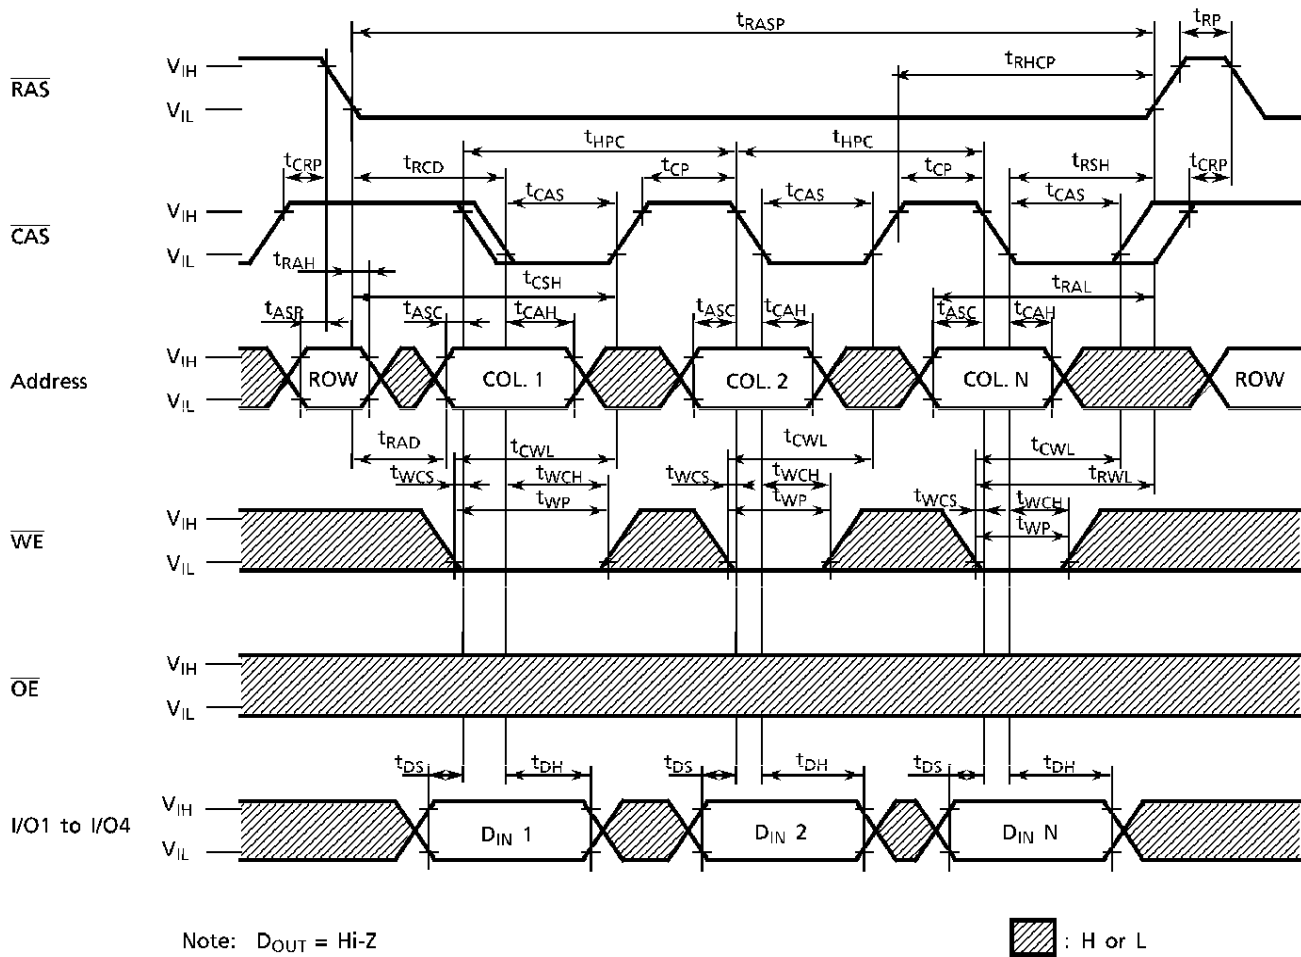 tRASP
tRP
tRHCP
RAS
VIH
VIL
tHPC
tHPC
tCRP
tRCD
tCP
tCP
tRSH
tCRP
tCAS
tCAS
tCAS
CAS
VIH
VIL
tRAH
tCSH
tRAL
tASR
tASC
tCAH
tASC
tCAH
tASC
tCAH
Address
VIH
VIL
ROW
COL. 1
COL. 2
COL. N
ROW
tRAD
tCWL
tCWL
tCWL
tWCS
tWCH
tWCS
tWCH
tRWL
tWP
tWP
tWCS
tWCH
tWP
WE
VIH
VIL
OE
VIH
VIL
tDS
tDH
tDS
tDH
tDS
tDH
I/O1 to I/O4
VIH
VIL
DIN 1
DIN 2
DIN N
Note: DOUT = Hi-Z
: H or L